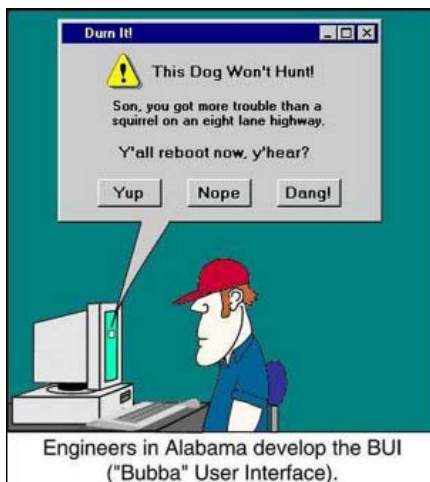 Durn It!
This Dog Won't Hunt!
Son, you got more trouble than a
squirrel on an eight lane highway.
Y'all reboot now, y'hear?
Yup Nope Dang!
Engineers in Alabama develop the BUI
("Bubba" User Interface).